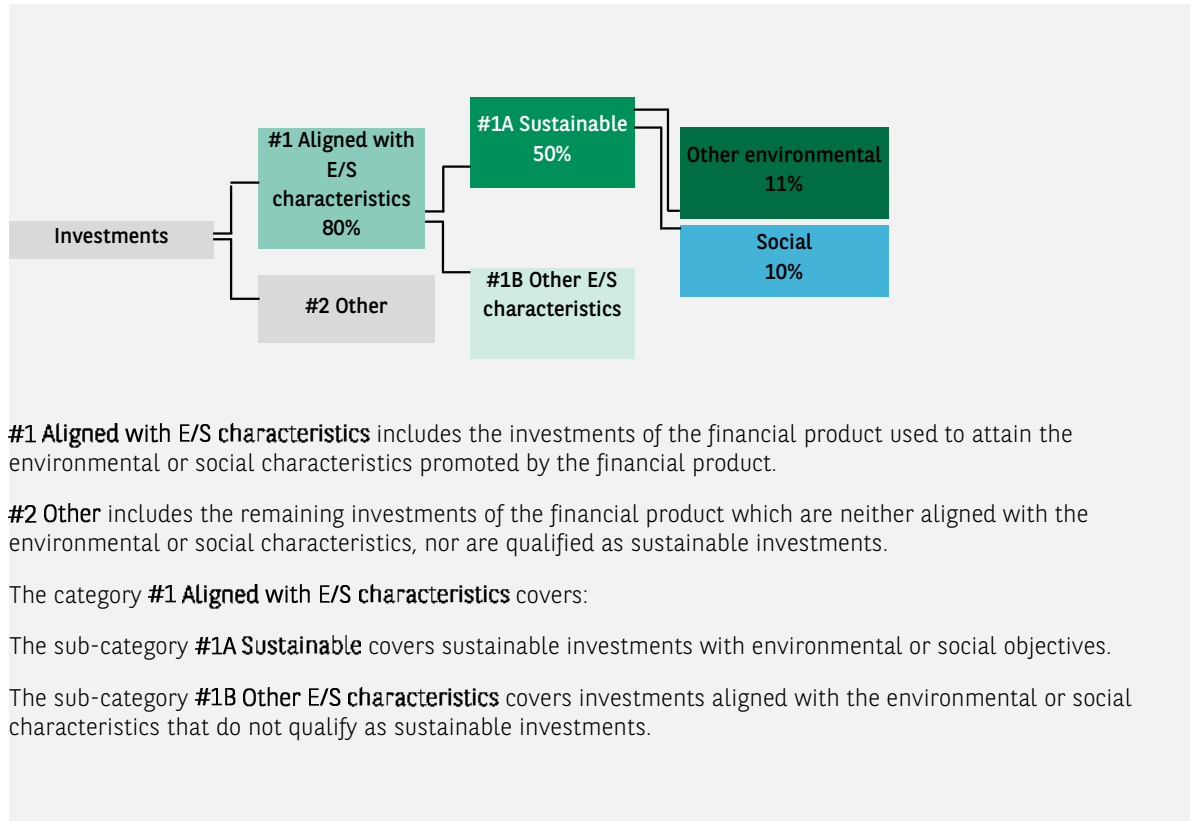 Investments
#1 Aligned with
E/S
characteristics
80%
#2 Other
#1A Sustainable
50%
#1B Other E/S
characteristics
Other environmental
11%
Social
10%
#1 Aligned with E/S characteristics includes the investments of the financial product used to attain the
environmental or social characteristics promoted by the financial product.
#2 Other includes the remaining investments of the financial product which are neither aligned with the
environmental or social characteristics, nor are qualified as sustainable investments.
The category #1 Aligned with E/S characteristics covers:
The sub-category #1A Sustainable covers sustainable investments with environmental or social objectives.
The sub-category #1B Other E/S characteristics covers investments aligned with the environmental or social
characteristics that do not qualify as sustainable investments.